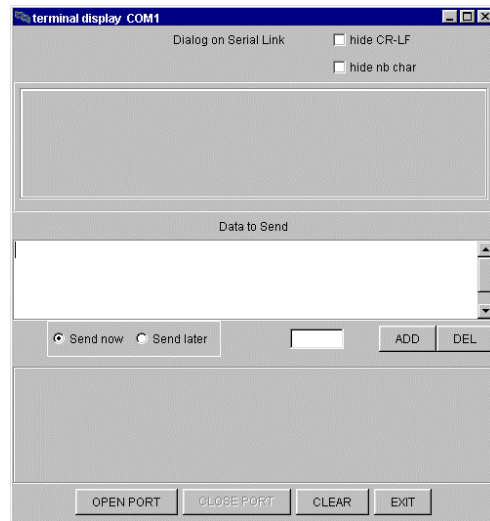 terminal display COM1
Dialog on Serial Link
hide CR-LF
hide nb char
Data to Send
Send now Send later ADD DEL
OPEN PORT CLOSE PORT CLEAR EXIT